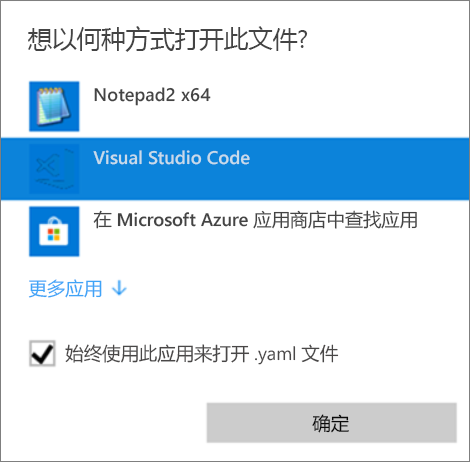 想以何种方式打开此文件?
Notepad2 x64
Visual Studio Code
在 Microsoft Azure 应用商店中查找应用
更多应用 ↓
始终使用此应用来打开 .yaml 文件
确定